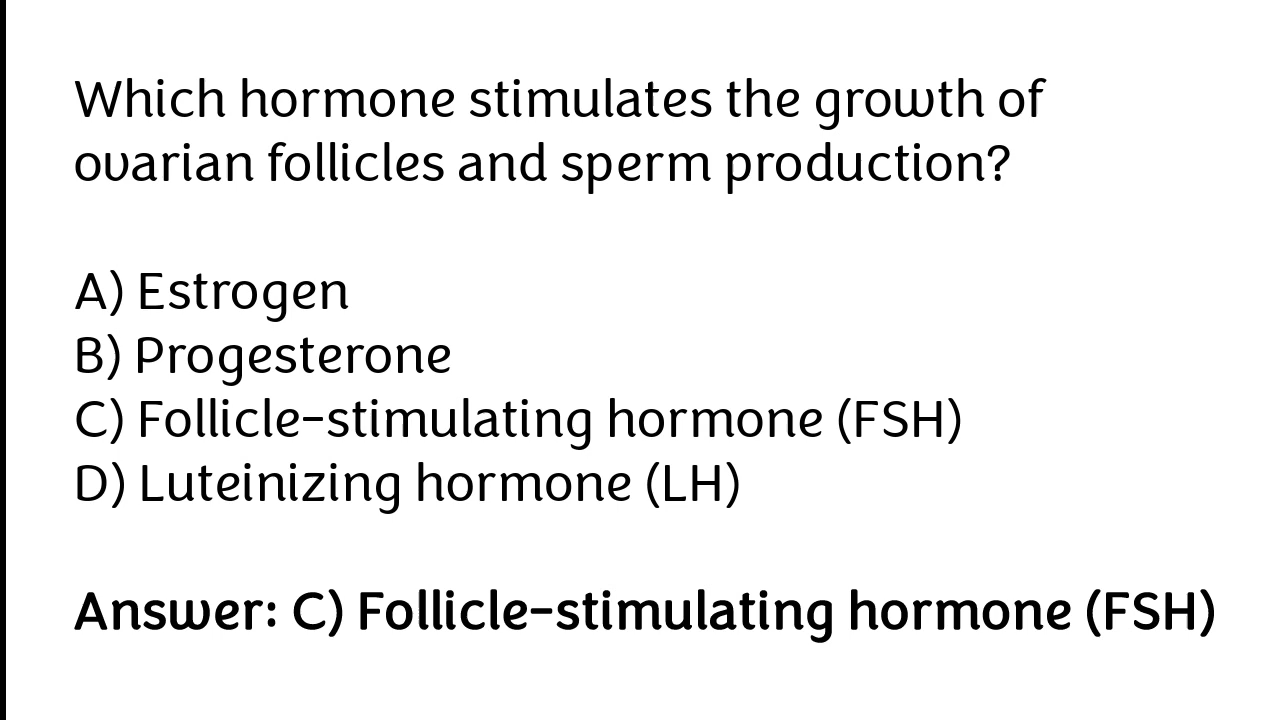 Which hormone stimulates the growth of
ovarian follicles and sperm production?
A) Estrogen
B) Progesterone
C) Follicle-stimulating hormone (FSH)
D) Luteinizing hormone (LH)
Answer: C) Follicle-stimulating hormone (FSH)